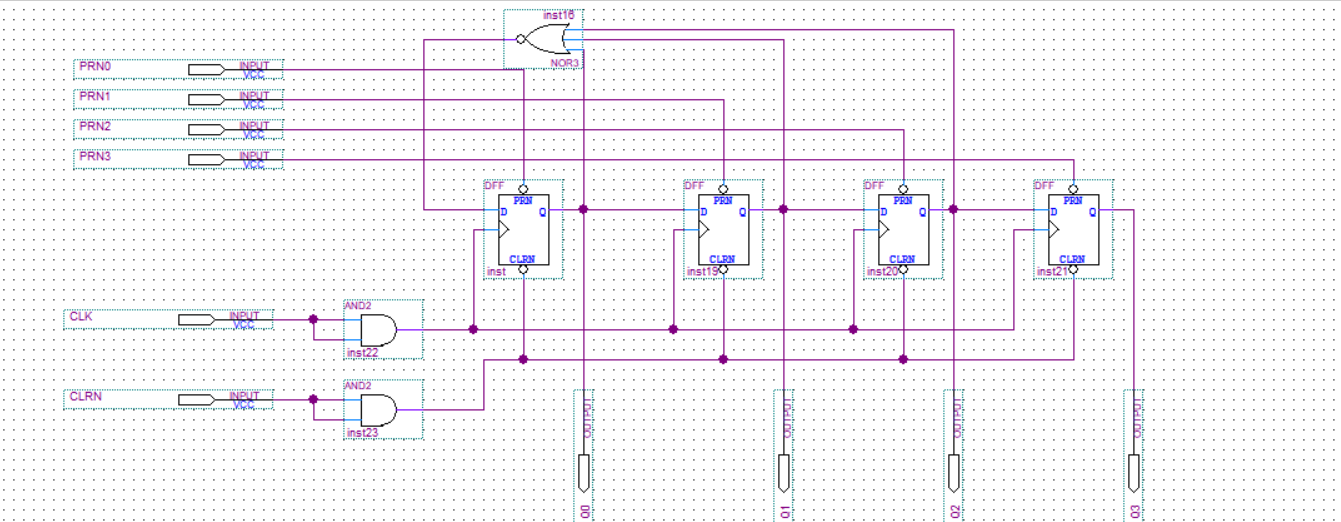 inst16
NOR3
PRN0 INPUT VCC
PRN1 INPUT VCC
PRN2 INPUT VCC
PRN3 INPUT VCC
DFF DFF DFF DFF
PRN PRN PRN PRN
D Q D Q D Q D Q
CLRN CLRN CLRN CLRN
inst inst19 inst20 inst21
AND2
CLK INPUT VCC
inst22
AND2
CLRN INPUT VCC
inst23
OUTPUT OUTPUT OUTPUT OUTPUT
Q0 Q1 Q2 Q3